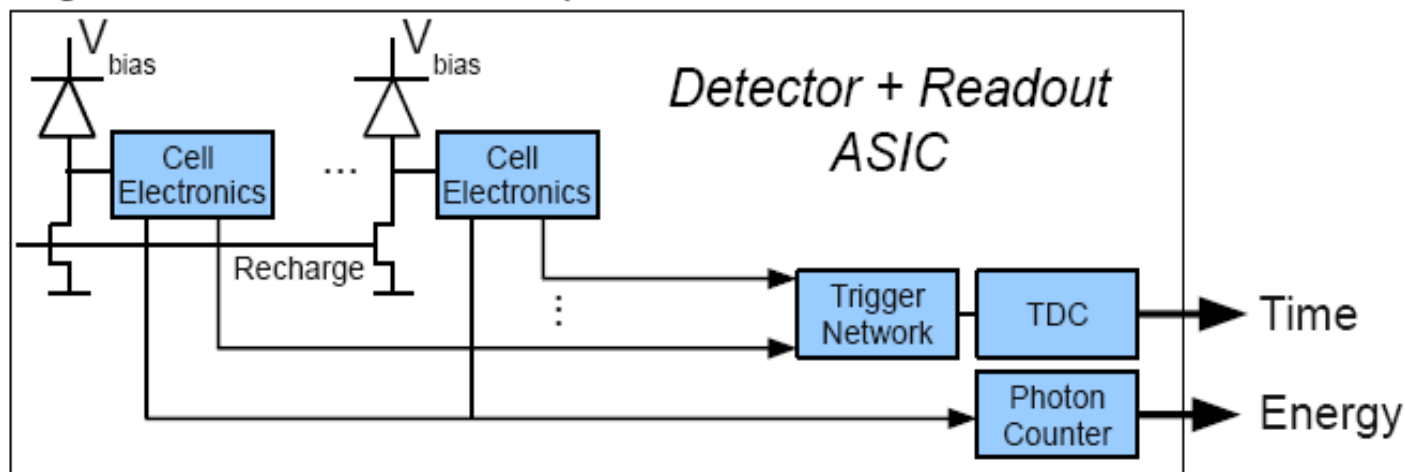 V bias
V bias
Detector + Readout
ASIC
Cell
Electronics
...
Cell
Electronics
Recharge
...
Trigger
Network
TDC
Time
Photon
Counter
Energy